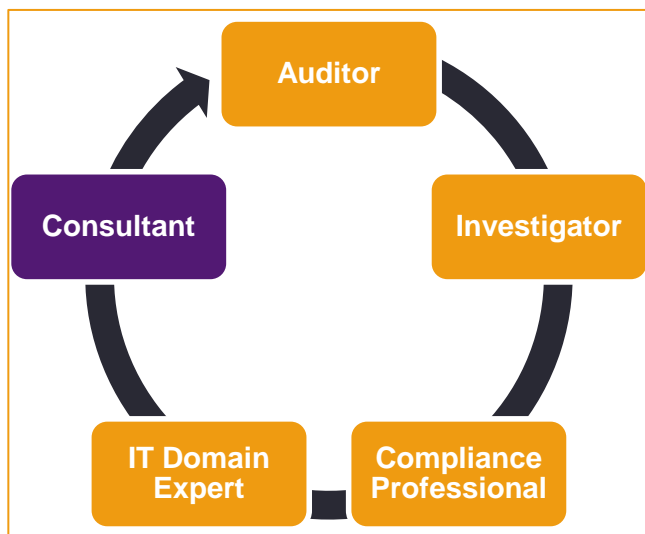 Auditor
Consultant
Investigator
IT Domain
Expert
Compliance
Professional